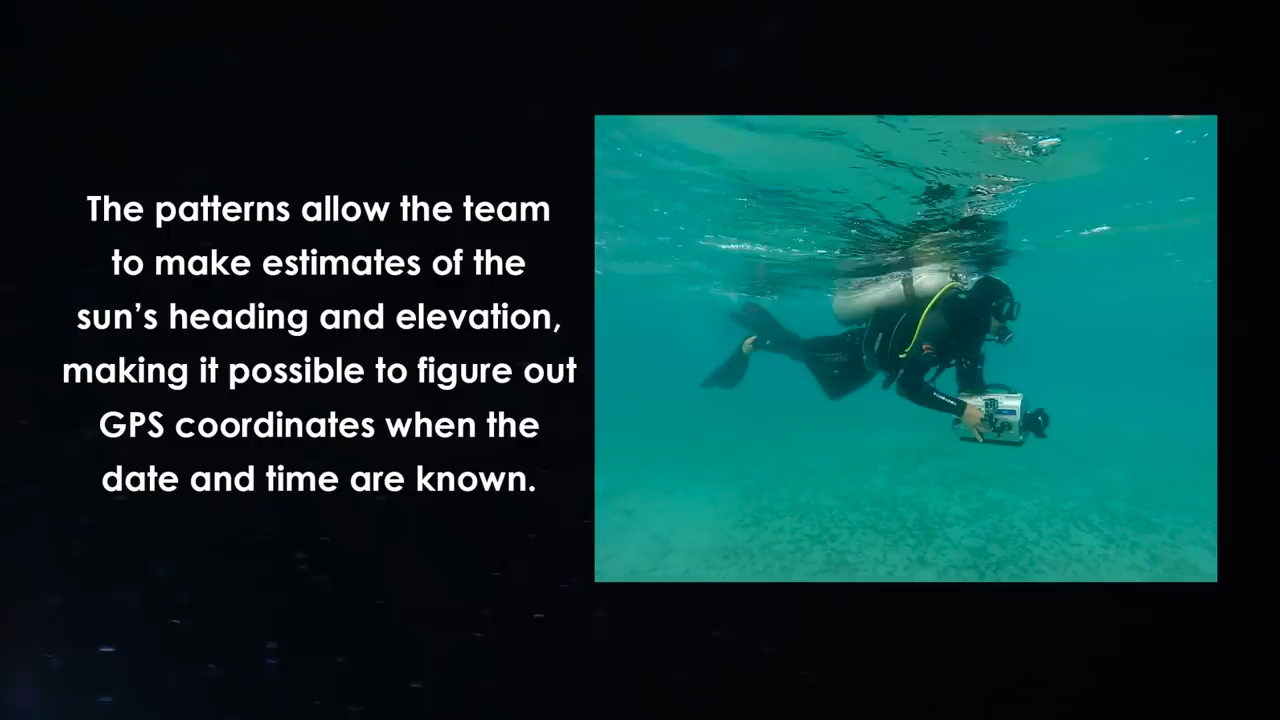 The patterns allow the team
to make estimates of the
sun’s heading and elevation,
making it possible to figure out
GPS coordinates when the
date and time are known.